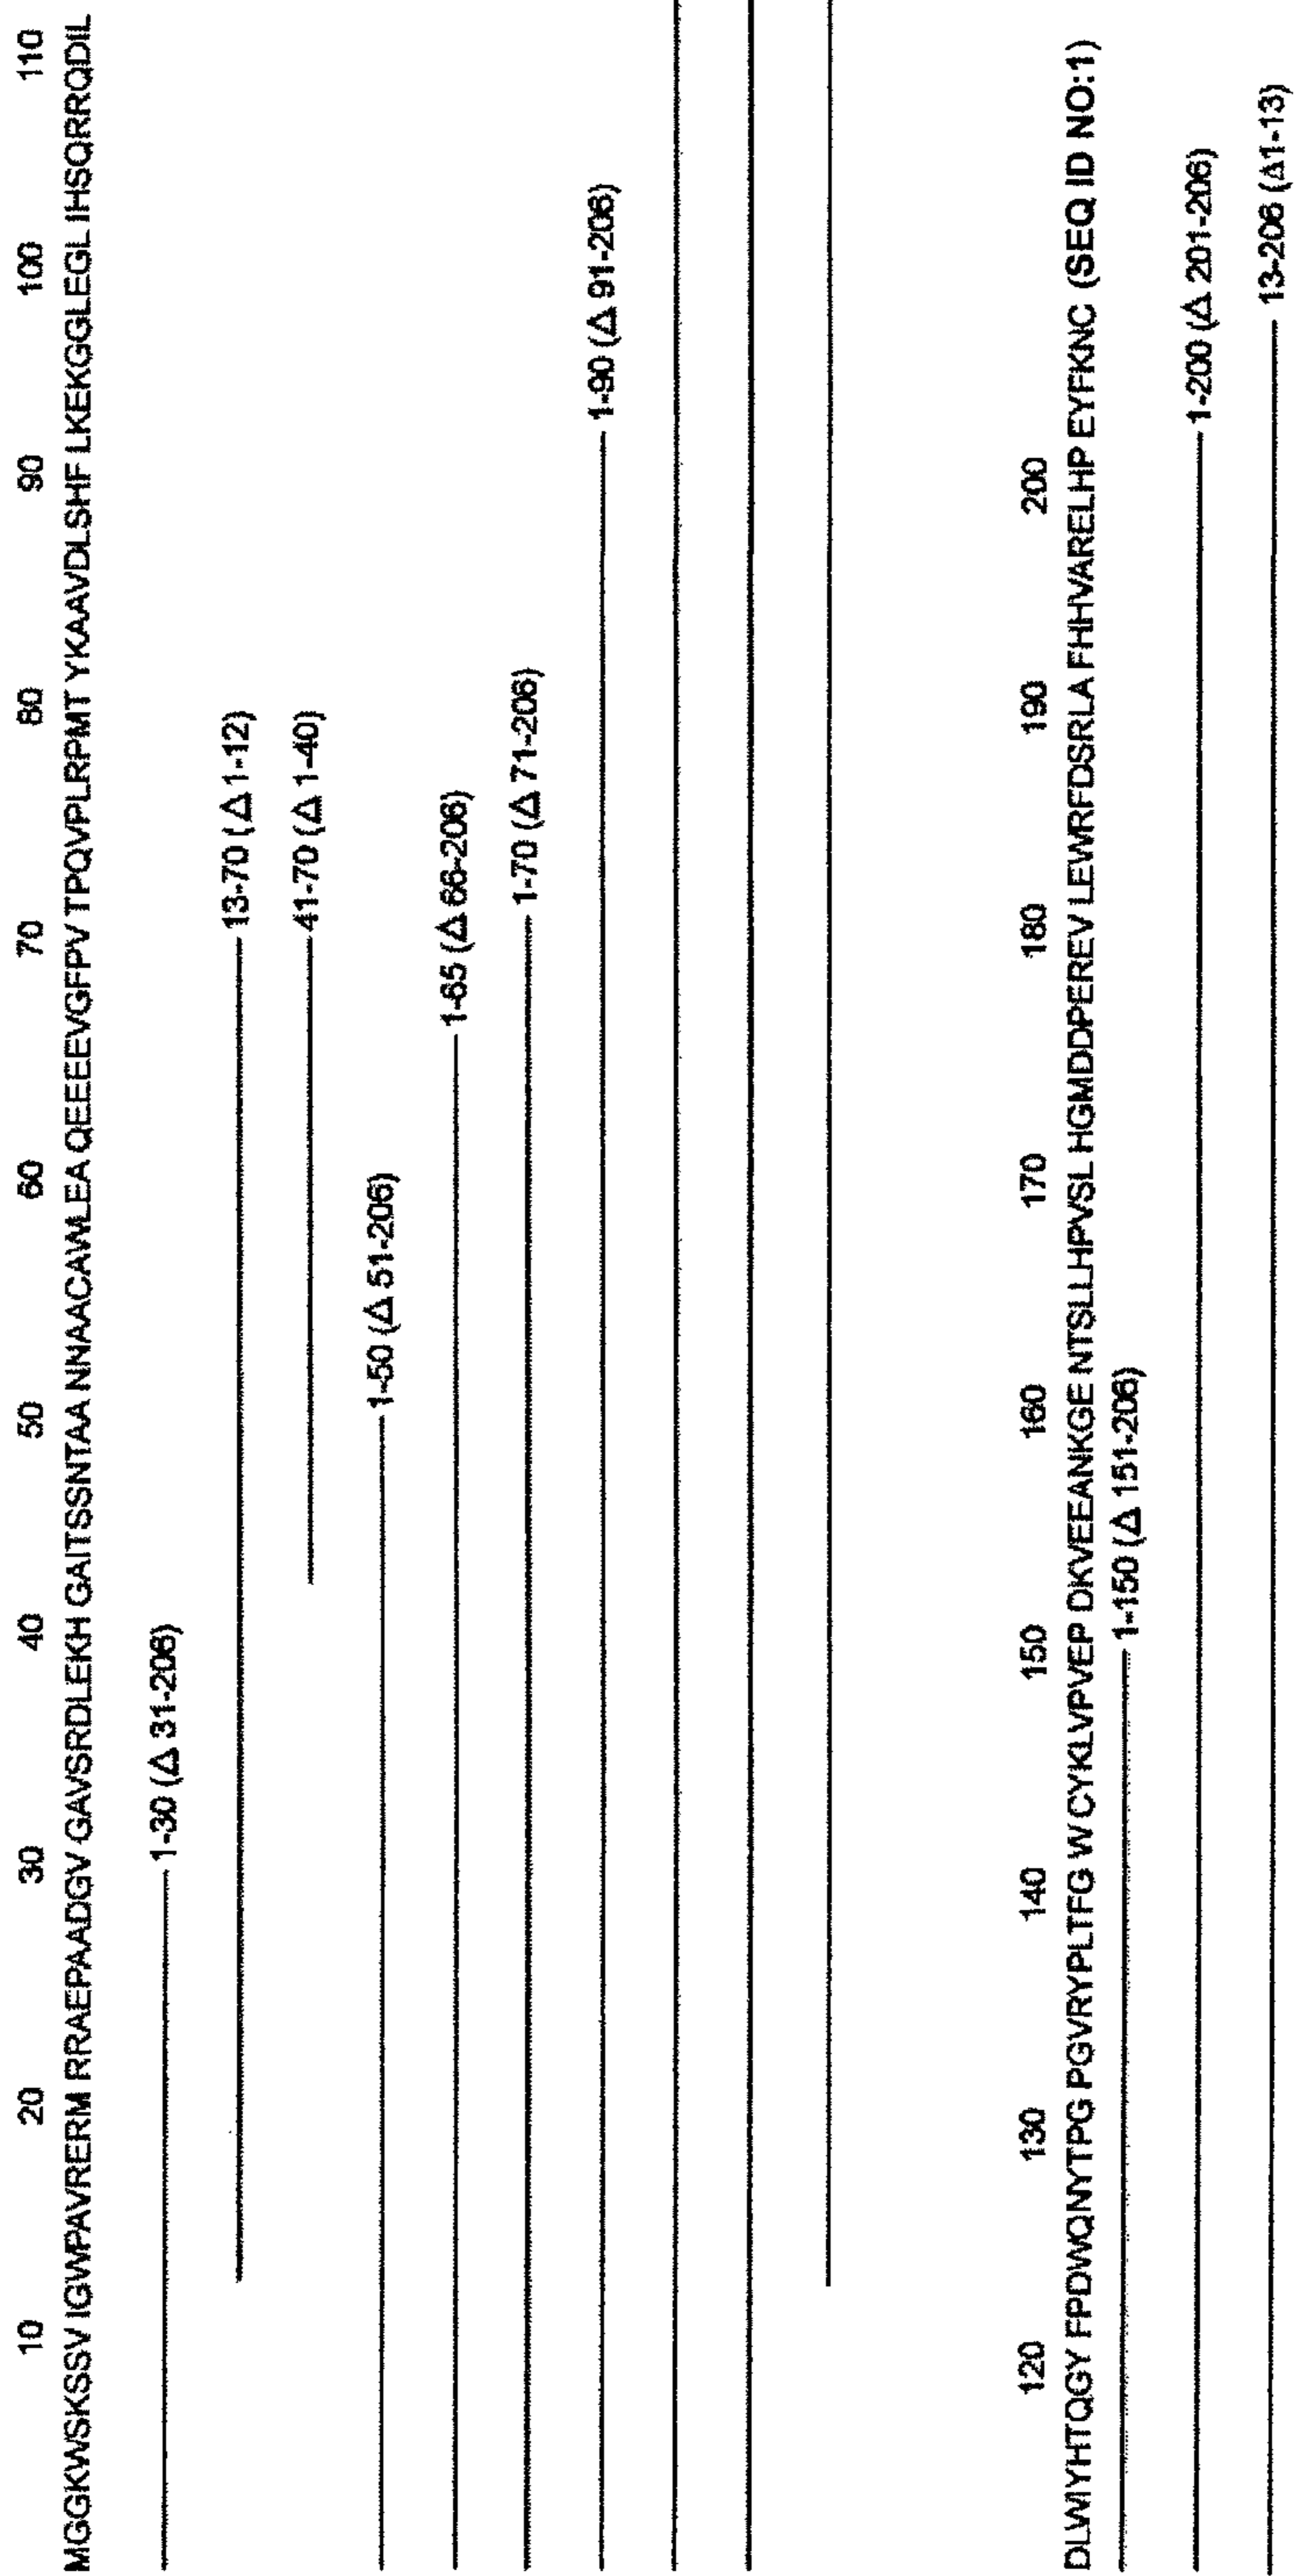 10 20 30 40 50 60 70 80 90 100 110
MGGKWSKSSV IGWPAVRERM RRAEPAADGV GAVSRDLEKH GAITSSNTAA NNAACAWLEA QEEEEVGFPV TPQVPLRPMT YKAAVDLSHF LKEKGGLEGL IHSQRRQDIL
1-30 (Δ 31-206)
13-70 (Δ 1-12)
41-70 (Δ 1-40)
1-50 (Δ 51-206)
1-65 (Δ 66-206)
1-70 (Δ 71-206)
1-90 (Δ 91-206)
120 130 140 150 160 170 180 190 200
DLWIYHTQGY FPDWQNYTPG PGVRYPLTFG W CYKLVPVEP DKVEEANKGE NTSLLHPVSL HGMDDPEREV LEWRFDSRLA FHHVARELHP EYFKNC (SEQ ID NO:1)
1-150 (Δ 151-206)
1-200 (Δ 201-206)
13-206 (Δ1-13)